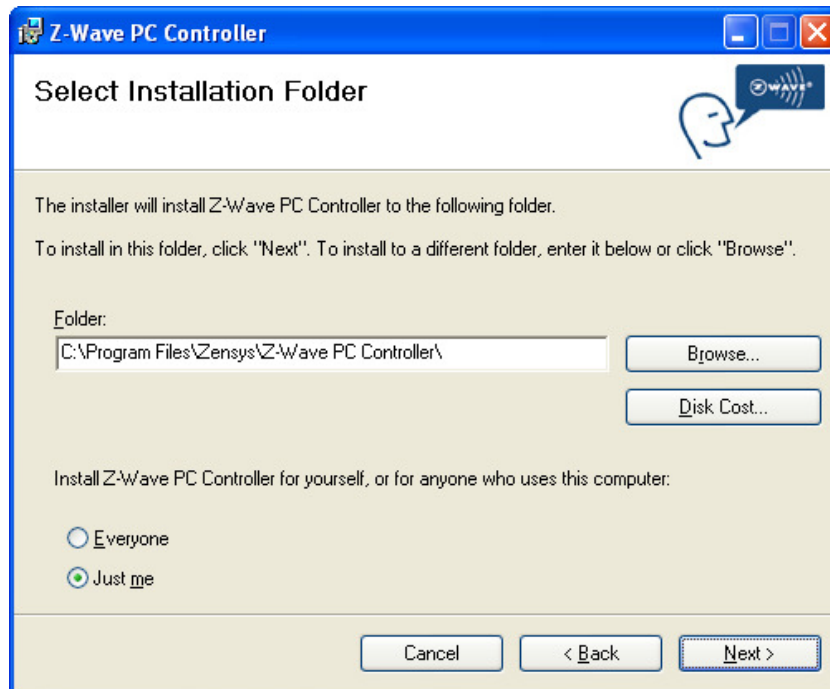 Z-Wave PC Controller
Select Installation Folder
Z WAVE
The installer will install Z-Wave PC Controller to the following folder.
To install in this folder, click "Next". To install to a different folder, enter it below or click "Browse".
Folder:
C:\Program Files\Zensys\Z-Wave PC Controller\
Browse...
Disk Cost...
Install Z-Wave PC Controller for yourself, or for anyone who uses this computer:
Everyone
Just me
Cancel
< Back
Next >